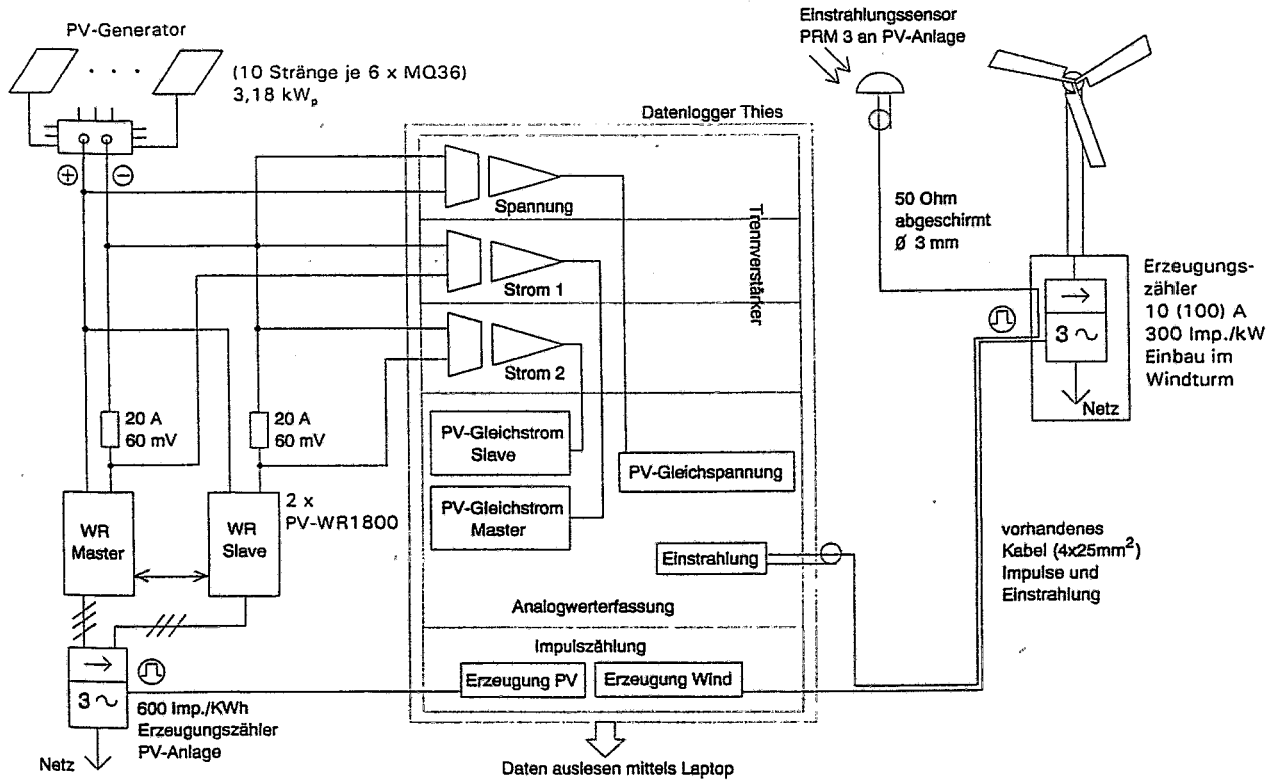 PV-Generator
(10 Stränge je 6 x MQ36)
3,18 kWp
Einstrahlungssensor
PRM 3 an PV-Anlage
Datenlogger Thies
Spannung
Strom 1
Strom 2
Trennverstärker
50 Ohm
abgeschirmt
Ø 3 mm
Erzeugungs-
zähler
10 (100) A
300 Imp./kW
Einbau im
Windturm
3 ~
Netz
20 A
60 mV
20 A
60 mV
PV-Gleichstrom
Slave
PV-Gleichspannung
PV-Gleichstrom
Master
WR
Master
WR
Slave
2 x
PV-WR1800
Einstrahlung
vorhandenes
Kabel (4x25mm²)
Impulse und
Einstrahlung
Analogwerterfassung
Impulszählung
Erzeugung PV
Erzeugung Wind
3 ~
600 Imp./KWh
Erzeugungszähler
PV-Anlage
Netz
Daten auslesen mittels Laptop